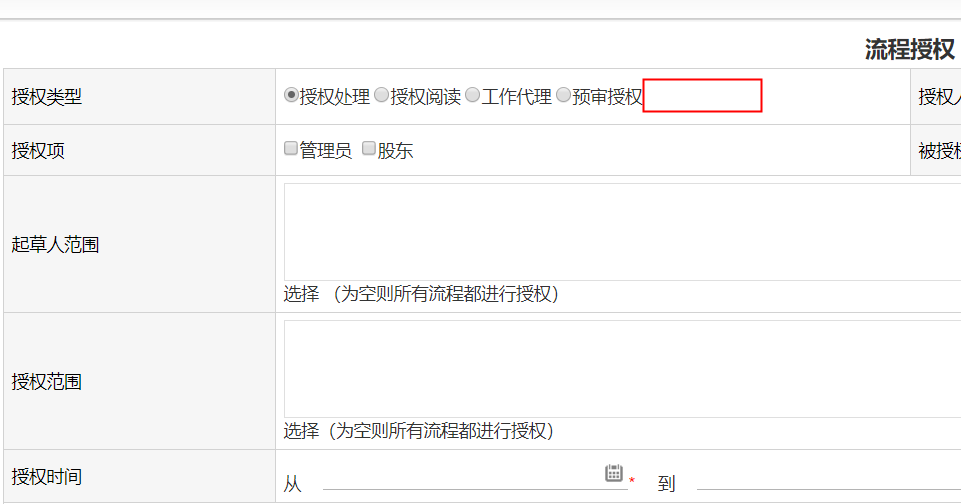 流程授权
授权类型 授权处理 授权阅读 工作代理 预审授权 授权人
授权项 管理员 股东 被授权
起草人范围
选择 （为空则所有流程都进行授权）
授权范围
选择（为空则所有流程都进行授权）
授权时间 从 * 到